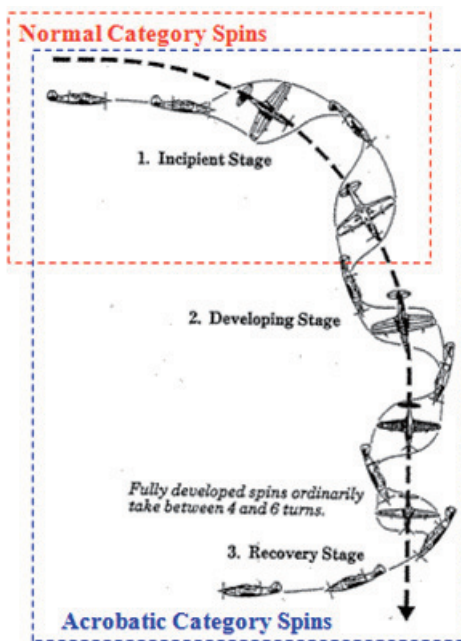 Normal Category Spins
1. Incipient Stage
2. Developing Stage
Fully developed spins ordinarily
take between 4 and 6 turns.
3. Recovery Stage
Acrobatic Category Spins